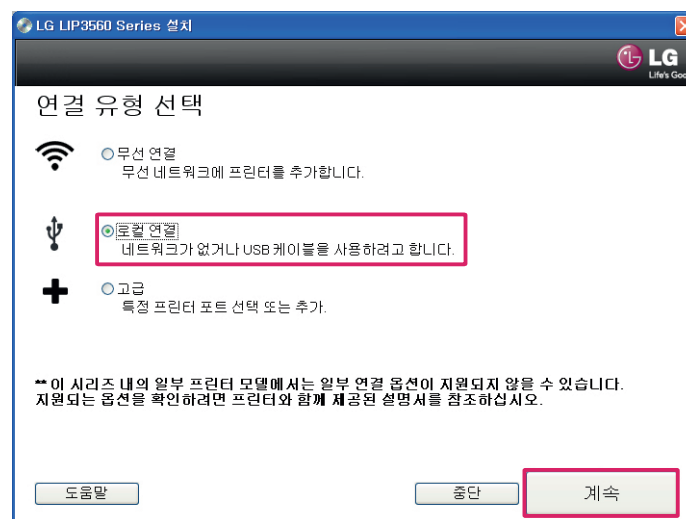 LG LIP3560 Series 설치
LG
Life's Goo
연결 유형 선택
무선 연결
무선 네트워크에 프린터를 추가합니다.
로컬 연결
네트워크가 없거나 USB 케이블을 사용하려고 합니다.
고급
특정 프린터 포트 선택 또는 추가.
** 이 시리즈 내의 일부 프린터 모델에서는 일부 연결 옵션이 지원되지 않을 수 있습니다.
지원되는 옵션을 확인하려면 프린터와 함께 제공된 설명서를 참조하십시오.
도움말 중단 계속